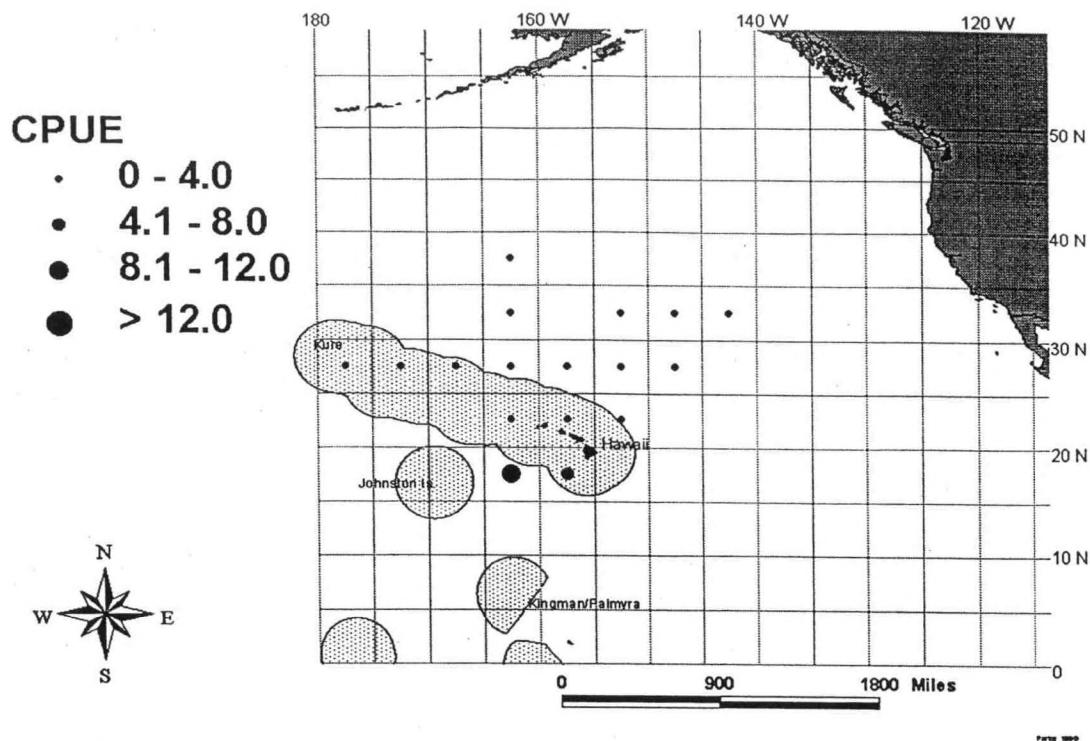 180 160 W 140 W 120 W
CPUE
0 - 4.0
4.1 - 8.0
8.1 - 12.0
> 12.0
50 N
40 N
30 N
20 N
10 N
0
Kure
Hawaii
Johnston Is.
Kingman/Palmyra
N
W E
S
0 900 1800 Miles